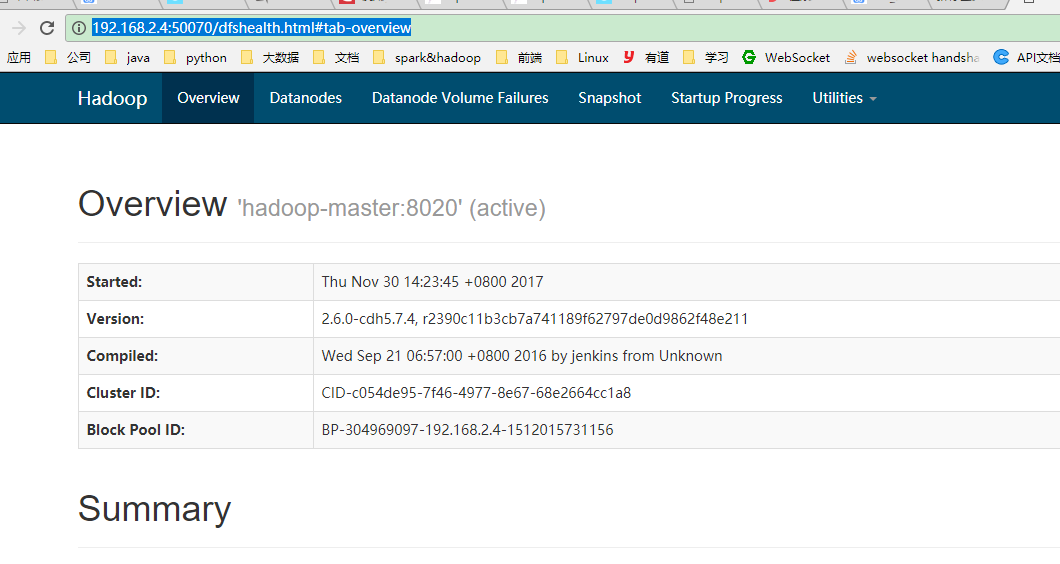 192.168.2.4:50070/dfshealth.html#tab-overview
应用 公司 java python 大数据 文档 spark&hadoop 前端 Linux 有道 学习 WebSocket websocket handsha API文档
Hadoop Overview Datanodes Datanode Volume Failures Snapshot Startup Progress Utilities
Overview 'hadoop-master:8020' (active)
Started: Thu Nov 30 14:23:45 +0800 2017
Version: 2.6.0-cdh5.7.4, r2390c11b3cb7a741189f62797de0d9862f48e211
Compiled: Wed Sep 21 06:57:00 +0800 2016 by jenkins from Unknown
Cluster ID: CID-c054de95-7f46-4977-8e67-68e2664cc1a8
Block Pool ID: BP-304969097-192.168.2.4-1512015731156
Summary